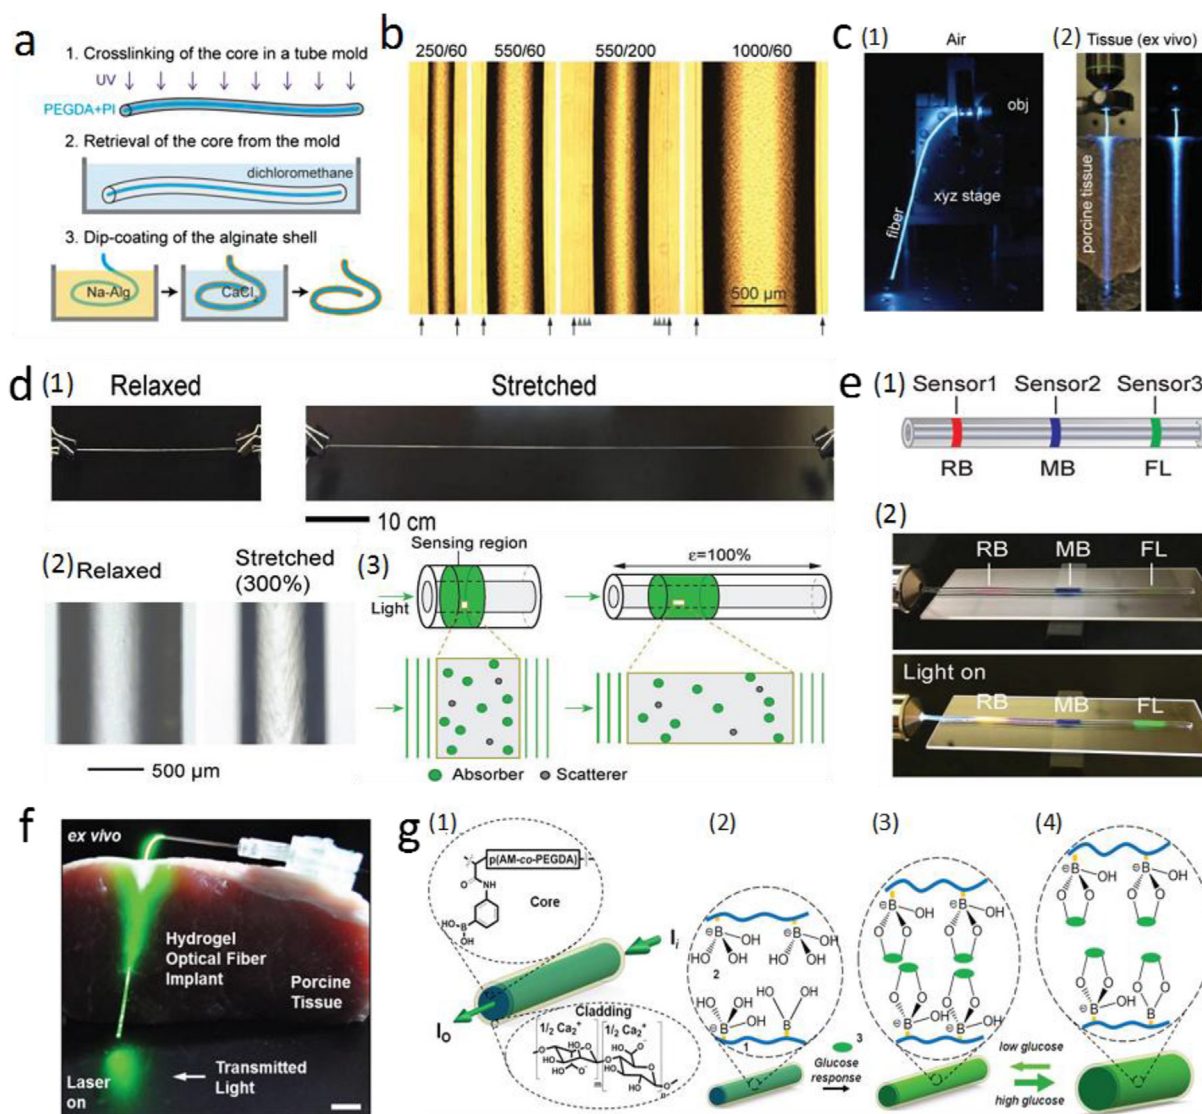 a
1. Crosslinking of the core in a tube mold
UV
PEGDA+PI
2. Retrieval of the core from the mold
dichloromethane
3. Dip-coating of the alginate shell
Na-Alg
CaCl2
b
250/60 550/60 550/200 1000/60
500 μm
c (1) Air
obj
xyz stage
fiber
(2) Tissue (ex vivo)
porcine tissue
d (1) Relaxed Stretched
10 cm
(2) Relaxed
Stretched
(300%)
500 μm
(3) Sensing region
Light
ε=100%
Absorber Scatterer
e (1) Sensor1 Sensor2 Sensor3
RB MB FL
(2)
RB MB FL
Light on
RB MB FL
f
ex vivo
Hydrogel
Optical Fiber
Implant
Porcine
Tissue
Laser
on
Transmitted
Light
g (1)
p(AM-co-PEGDA)
O
NH
HO
B
OH
Core
Ii
IO
Cladding
1/2 Ca2+ 1/2 Ca2+
m
n
(2)
2
1
3
Glucose
response
(3)
low glucose
high glucose
(4)